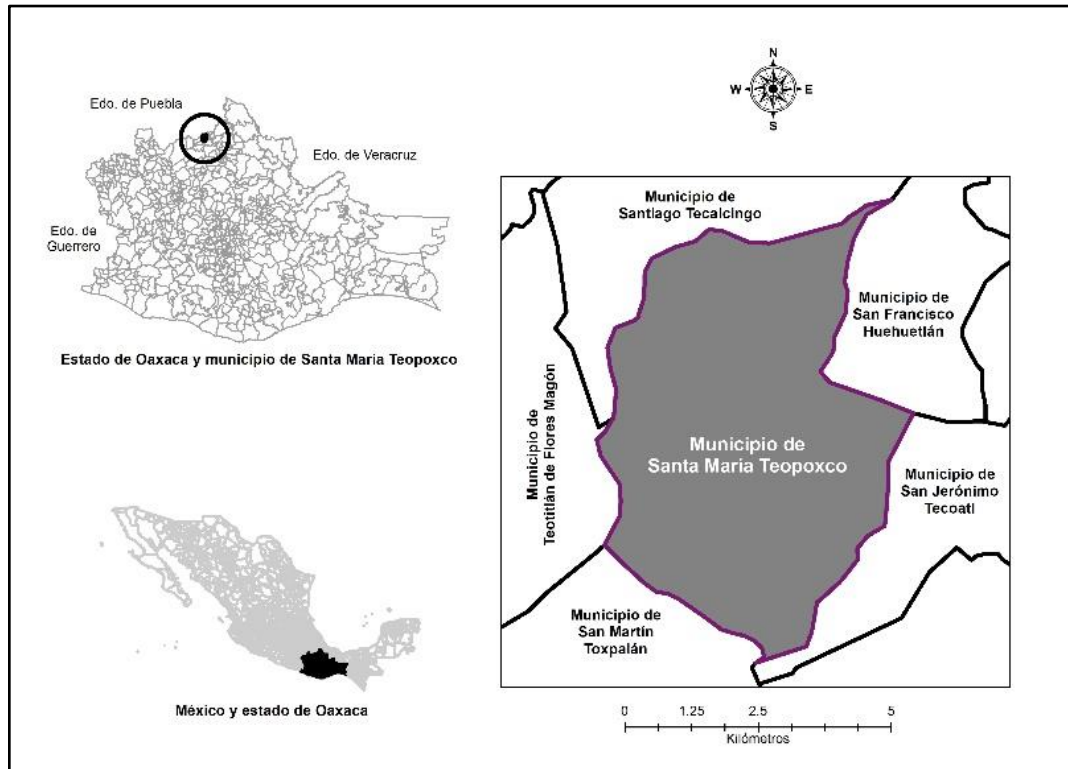 Edo. de Puebla
Edo. de Veracruz
Edo. de
Guerrero
Estado de Oaxaca y municipio de Santa Maria Teopoxco
México y estado de Oaxaca
N
W
E
S
Municipio de
Santiago Tecalcingo
Municipio de
San Francisco
Huehuetlán
Municipio de
Teotitlán de Flores Magón
Municipio de
Santa Maria Teopoxco
Municipio de
San Jerónimo
Tecoatl
Municipio de
San Martín
Toxpalán
0 1.25 2.5 5
Kilómetros